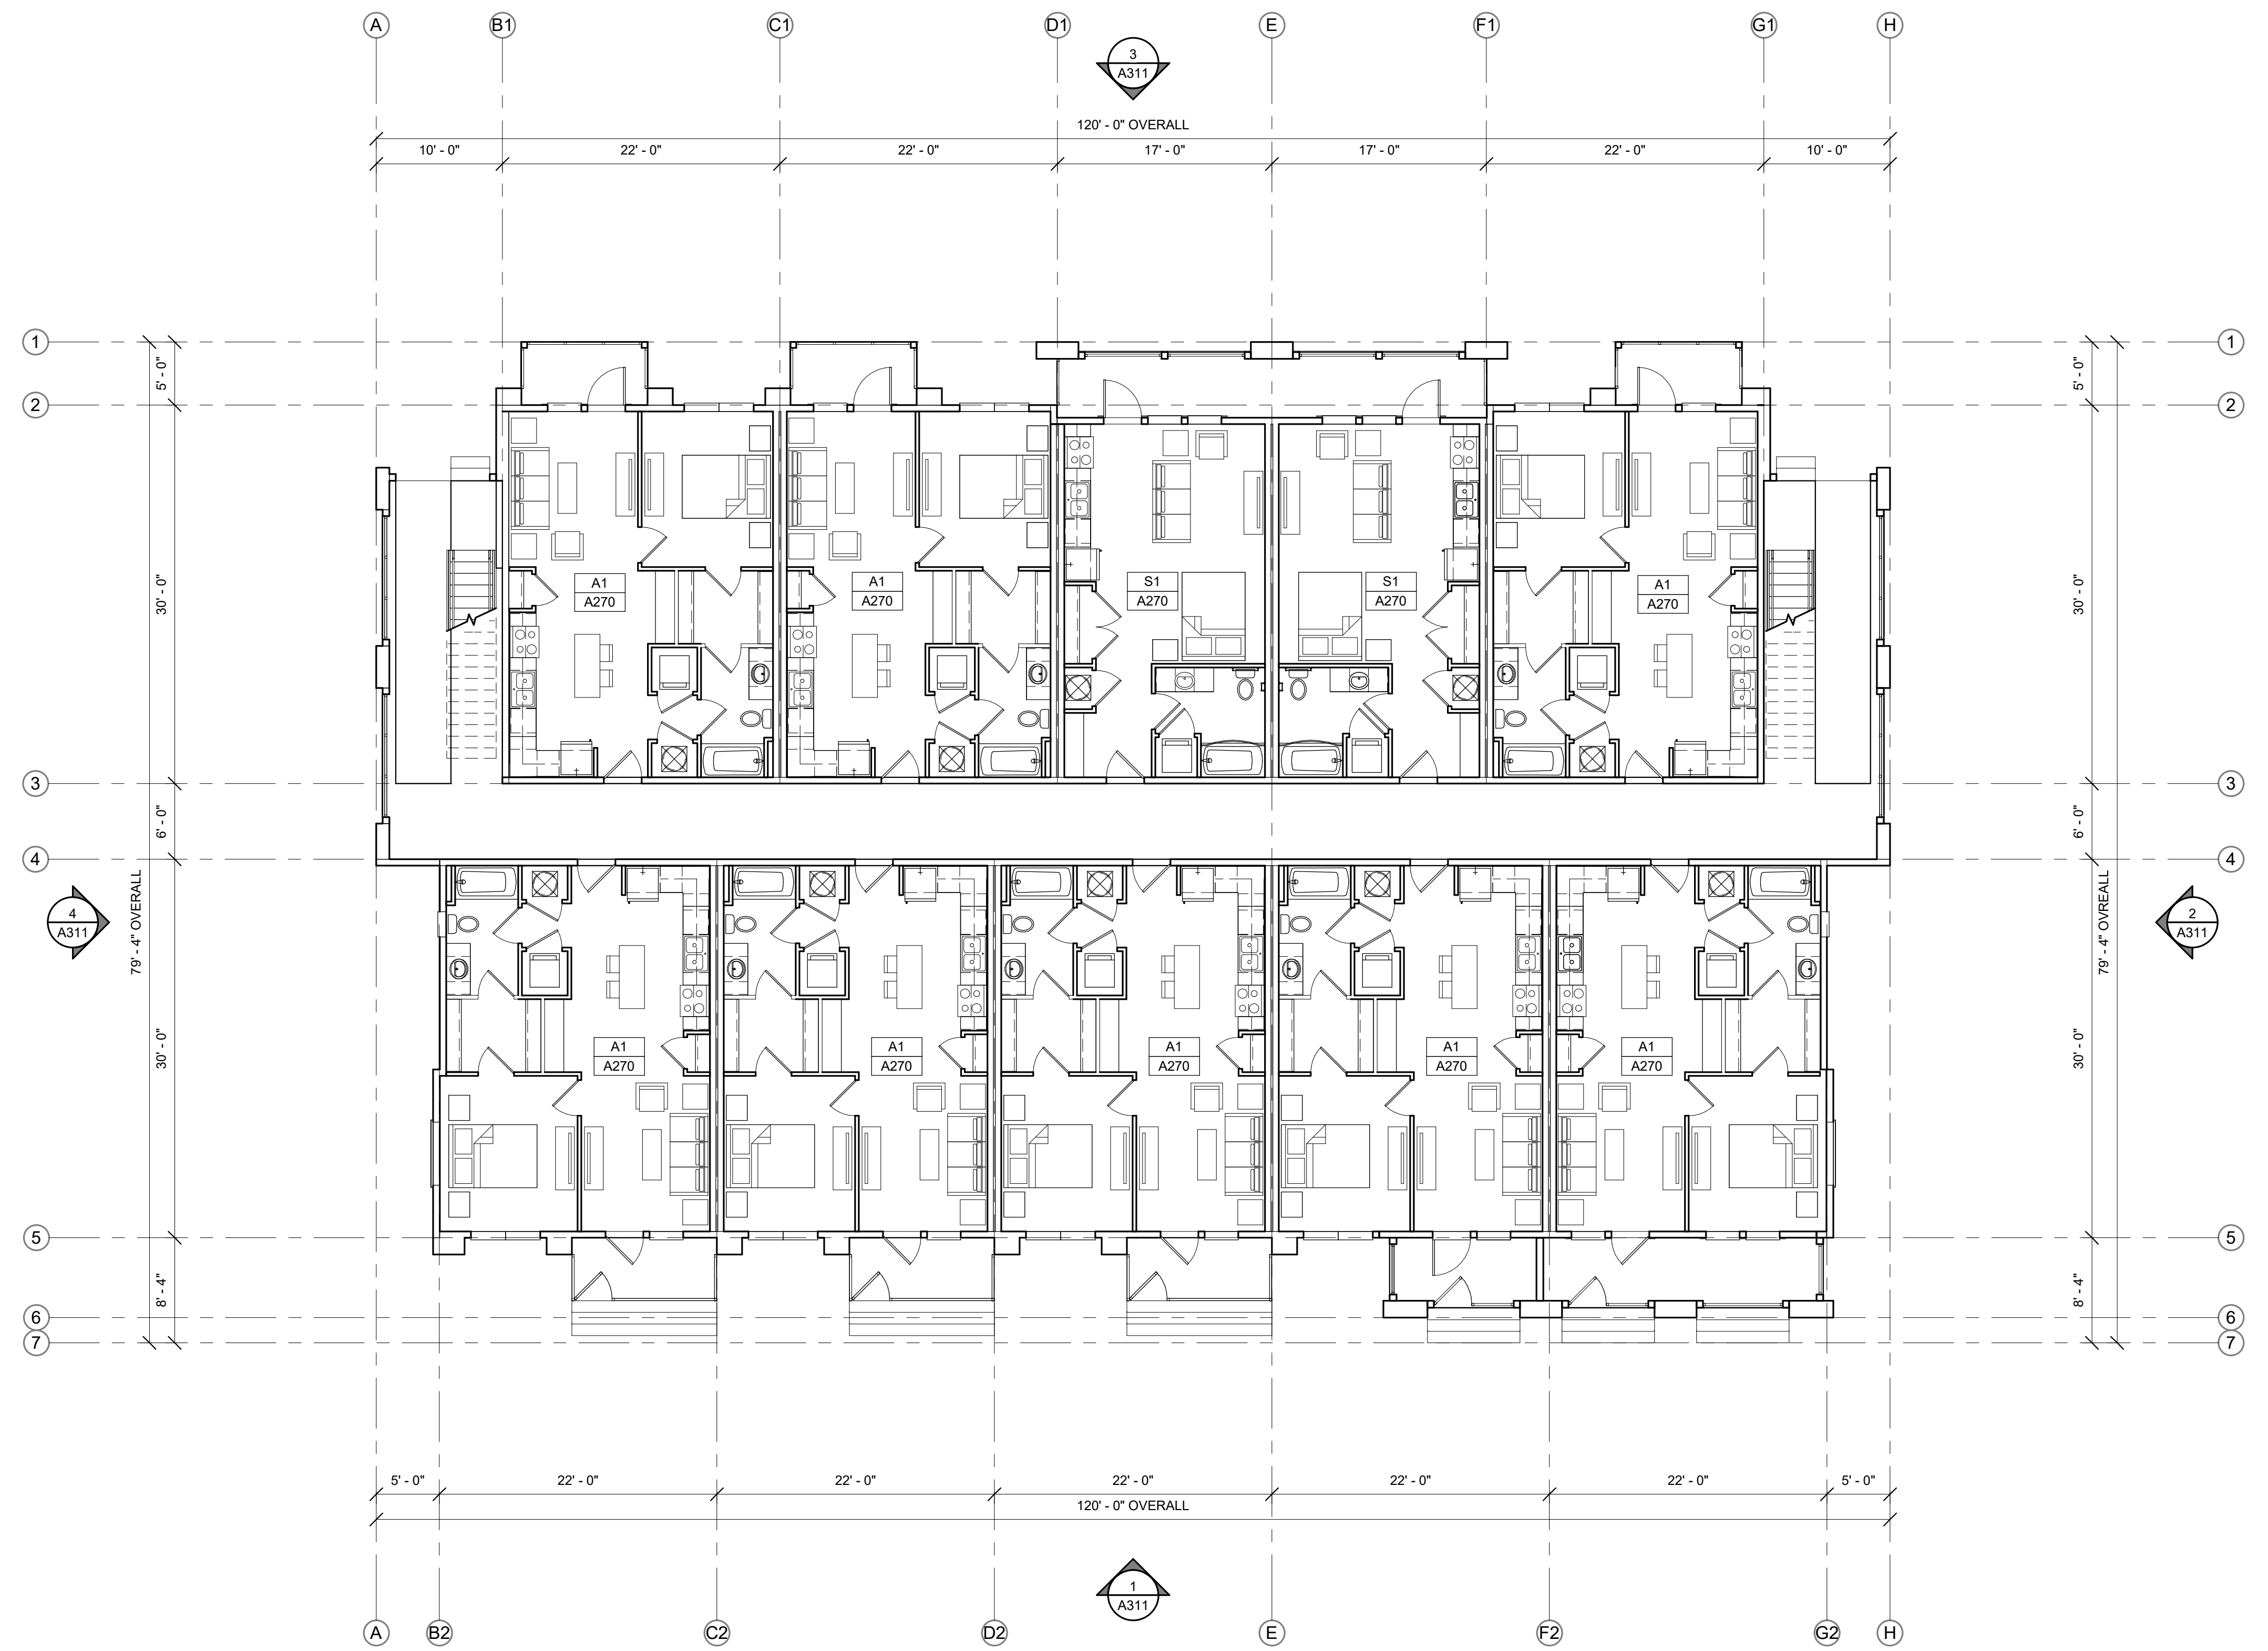 A B1 C1 D1 E F1 G1 H
3
A311
120' - 0" OVERALL
10' - 0" 22' - 0" 22' - 0" 17' - 0" 17' - 0" 22' - 0" 10' - 0"
1 1
5' - 0" 5' - 0"
2 2
30' - 0" 30' - 0"
A1 A1 S1 S1 A1
A270 A270 A270 A270 A270
3 3
6' - 0" 6' - 0"
4 4
4 2
A311 A311
79' - 4" OVERALL 79' - 4" OVREALL
30' - 0" 30' - 0"
A1 A1 A1 A1 A1
A270 A270 A270 A270 A270
5 5
8' - 4" 8' - 4"
6 6
7 7
5' - 0" 22' - 0" 22' - 0" 22' - 0" 22' - 0" 22' - 0" 5' - 0"
120' - 0" OVERALL
1
A311
A B2 C2 D2 E F2 G2 H